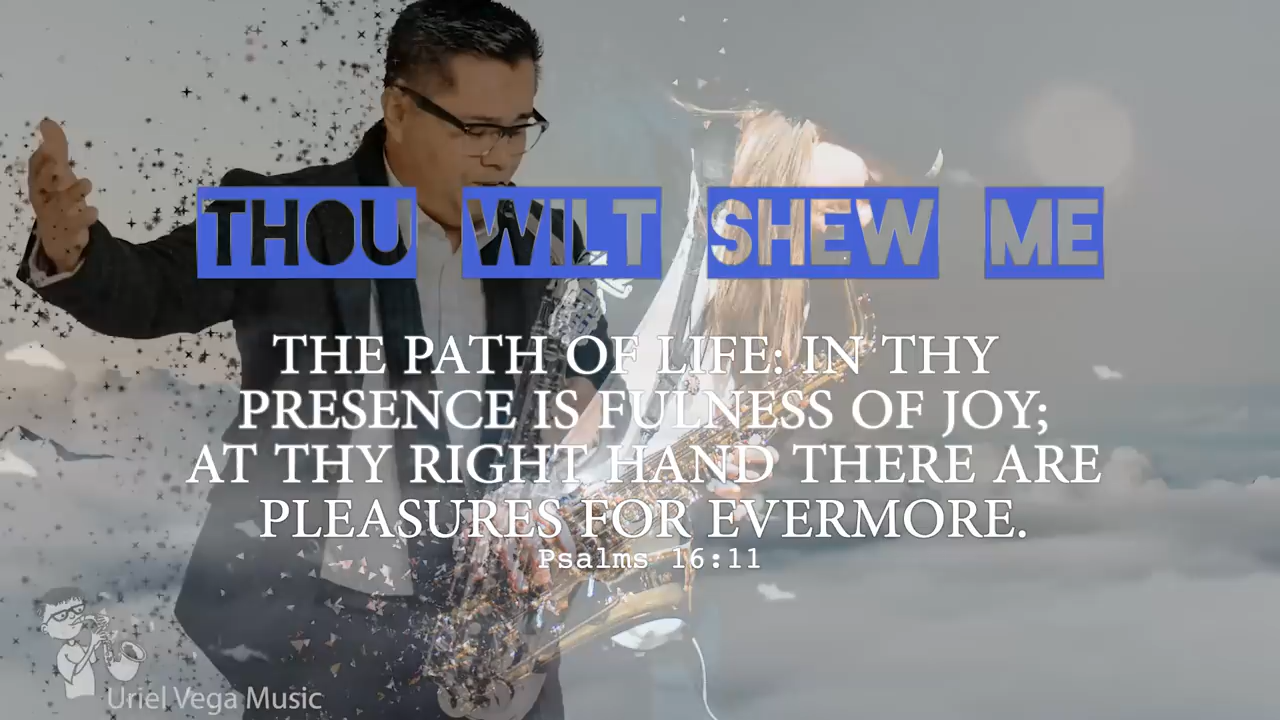 THOU WILT SHEW ME
THE PATH OF LIFE: IN THY
PRESENCE IS FULNESS OF JOY;
AT THY RIGHT HAND THERE ARE
PLEASURES FOR EVERMORE.
Psalms 16:11
Uriel Vega Music